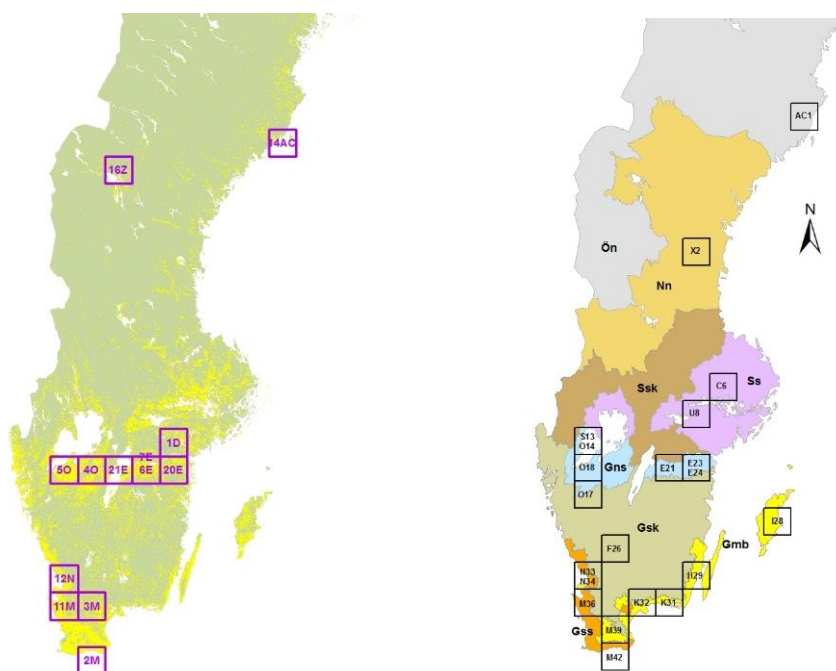 14AC
16Z
1D
7E
5O 4O 21E 6E 20E
12N
11M 3M
2M
AC1
N
X2
Ön
Nn
Ssk
Ss
C6
U8
S13
O14
O18
Gns
E21
E23
E24
O17
I28
Gsk
Gmb
F26
N33
N34
H29
M36
K32
K31
Gss
M39
M42